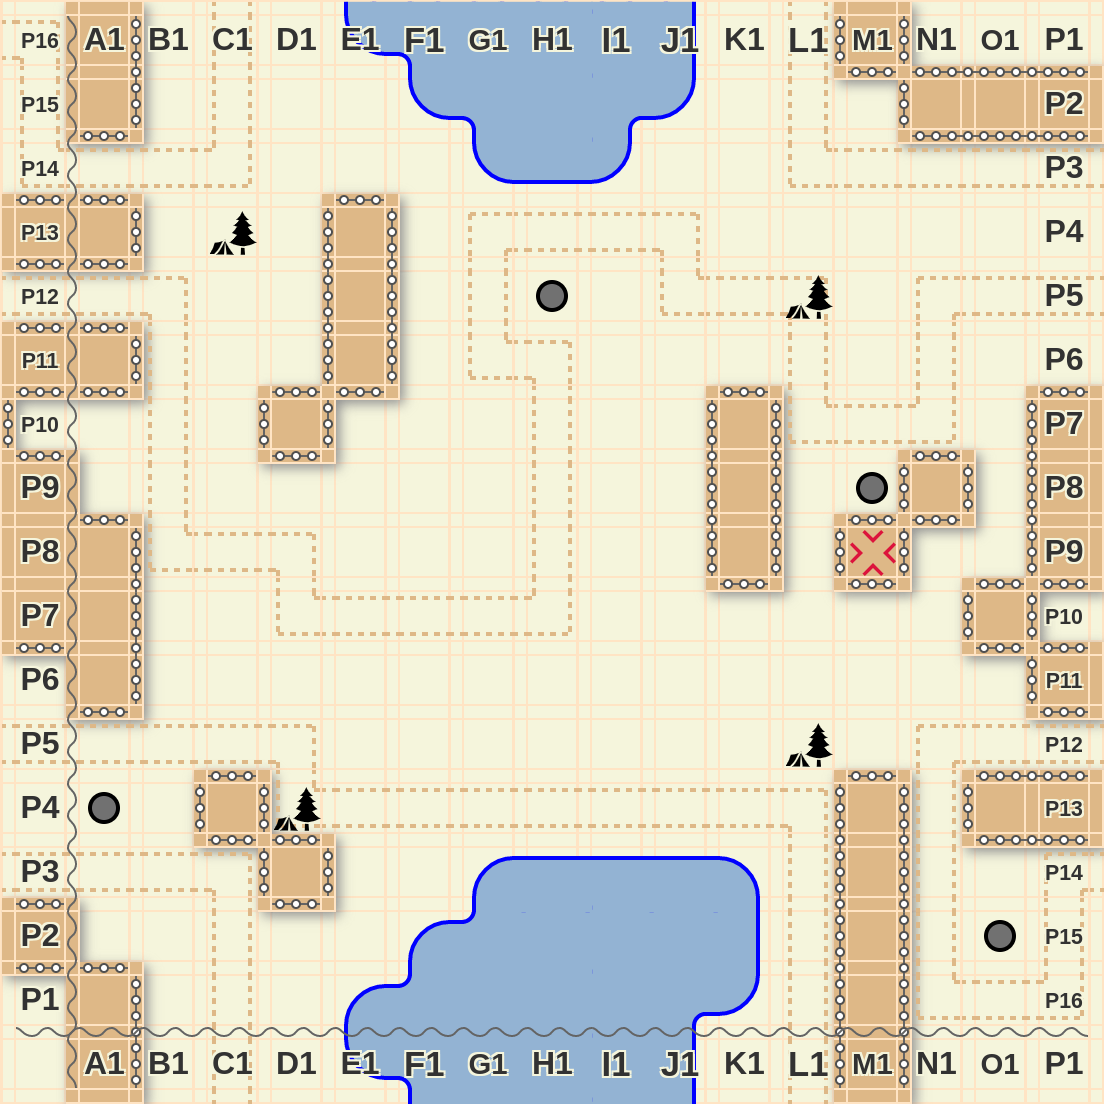 P16 A1 B1 C1 D1 E1 F1 G1 H1 I1 J1 K1 L1 M1 N1 O1 P1
P15 P2
P14 P3
P13 P4
P12 P5
P11 P6
P10 P7
P9 P8
P8 P9
P7 P10
P6 P11
P5 P12
P4 P13
P3 P14
P2 P15
P1 P16
A1 B1 C1 D1 E1 F1 G1 H1 I1 J1 K1 L1 M1 N1 O1 P1